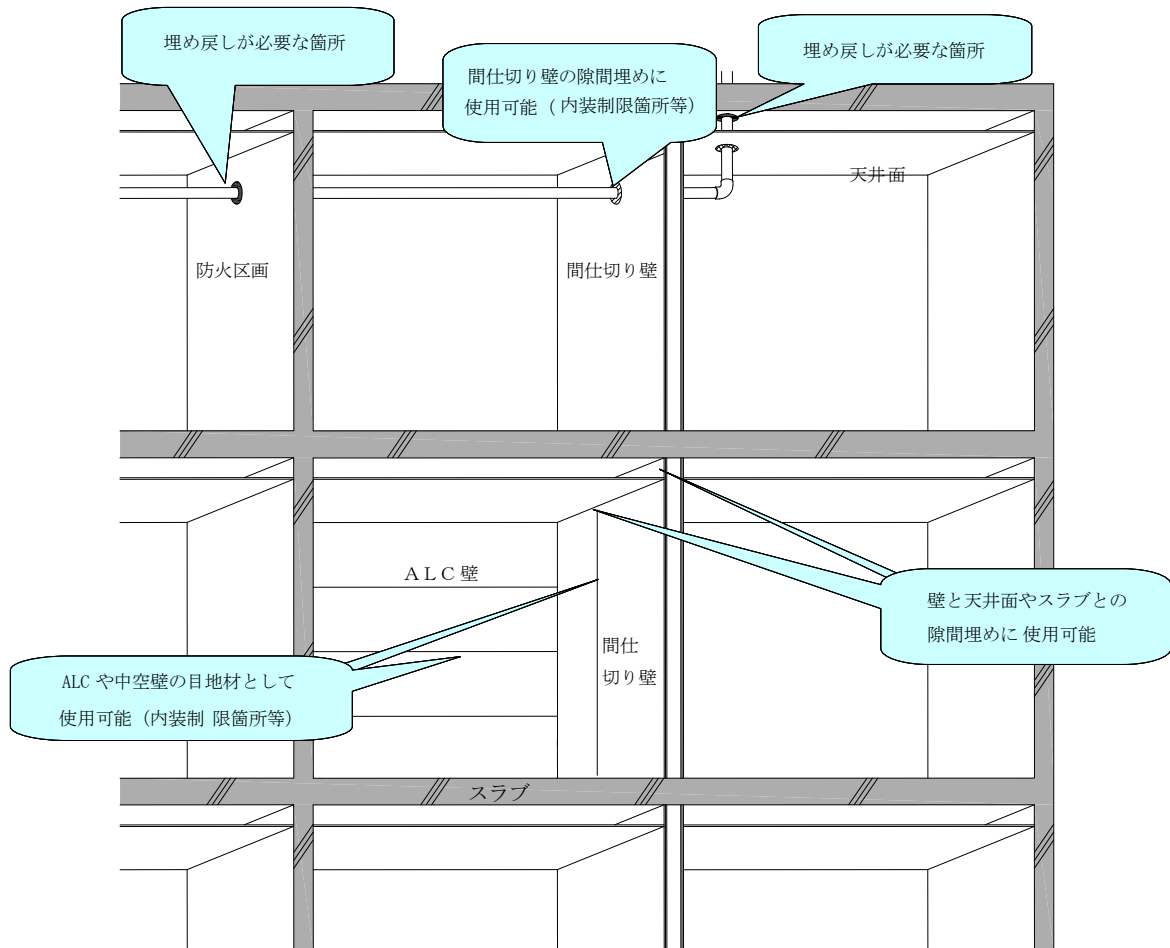 埋め戻しが必要な箇所
間仕切り壁の隙間埋めに
使用可能（内装制限箇所等）
埋め戻しが必要な箇所
天井面
防火区画
間仕切り壁
ＡＬＣ壁
壁と天井面やスラブとの
隙間埋めに使用可能
間仕
切り壁
ALC や中空壁の目地材として
使用可能（内装制限箇所等）
スラブ